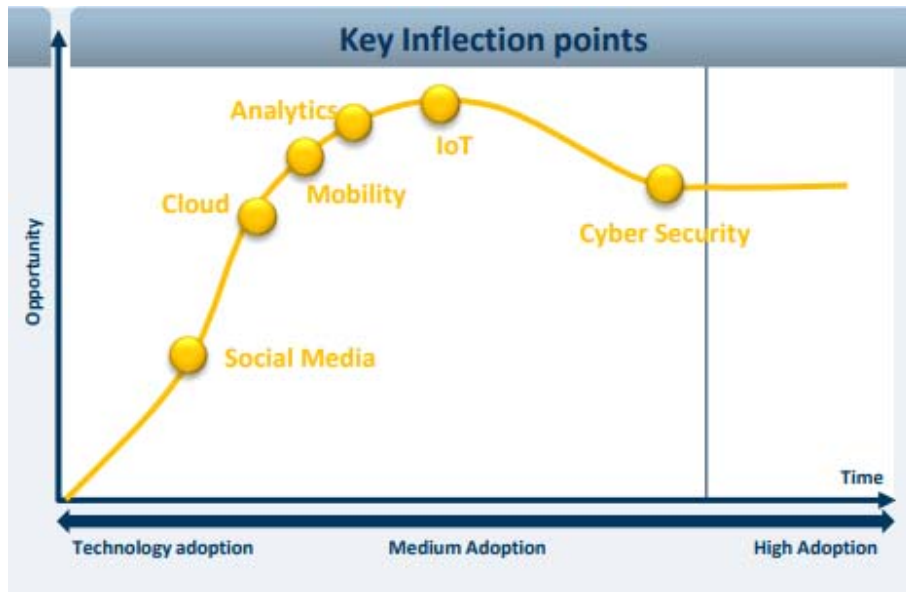 Key Inflection points
Analytics
IoT
Mobility
Cloud
Cyber Security
Opportunity
Social Media
Time
Technology adoption
Medium Adoption
High Adoption